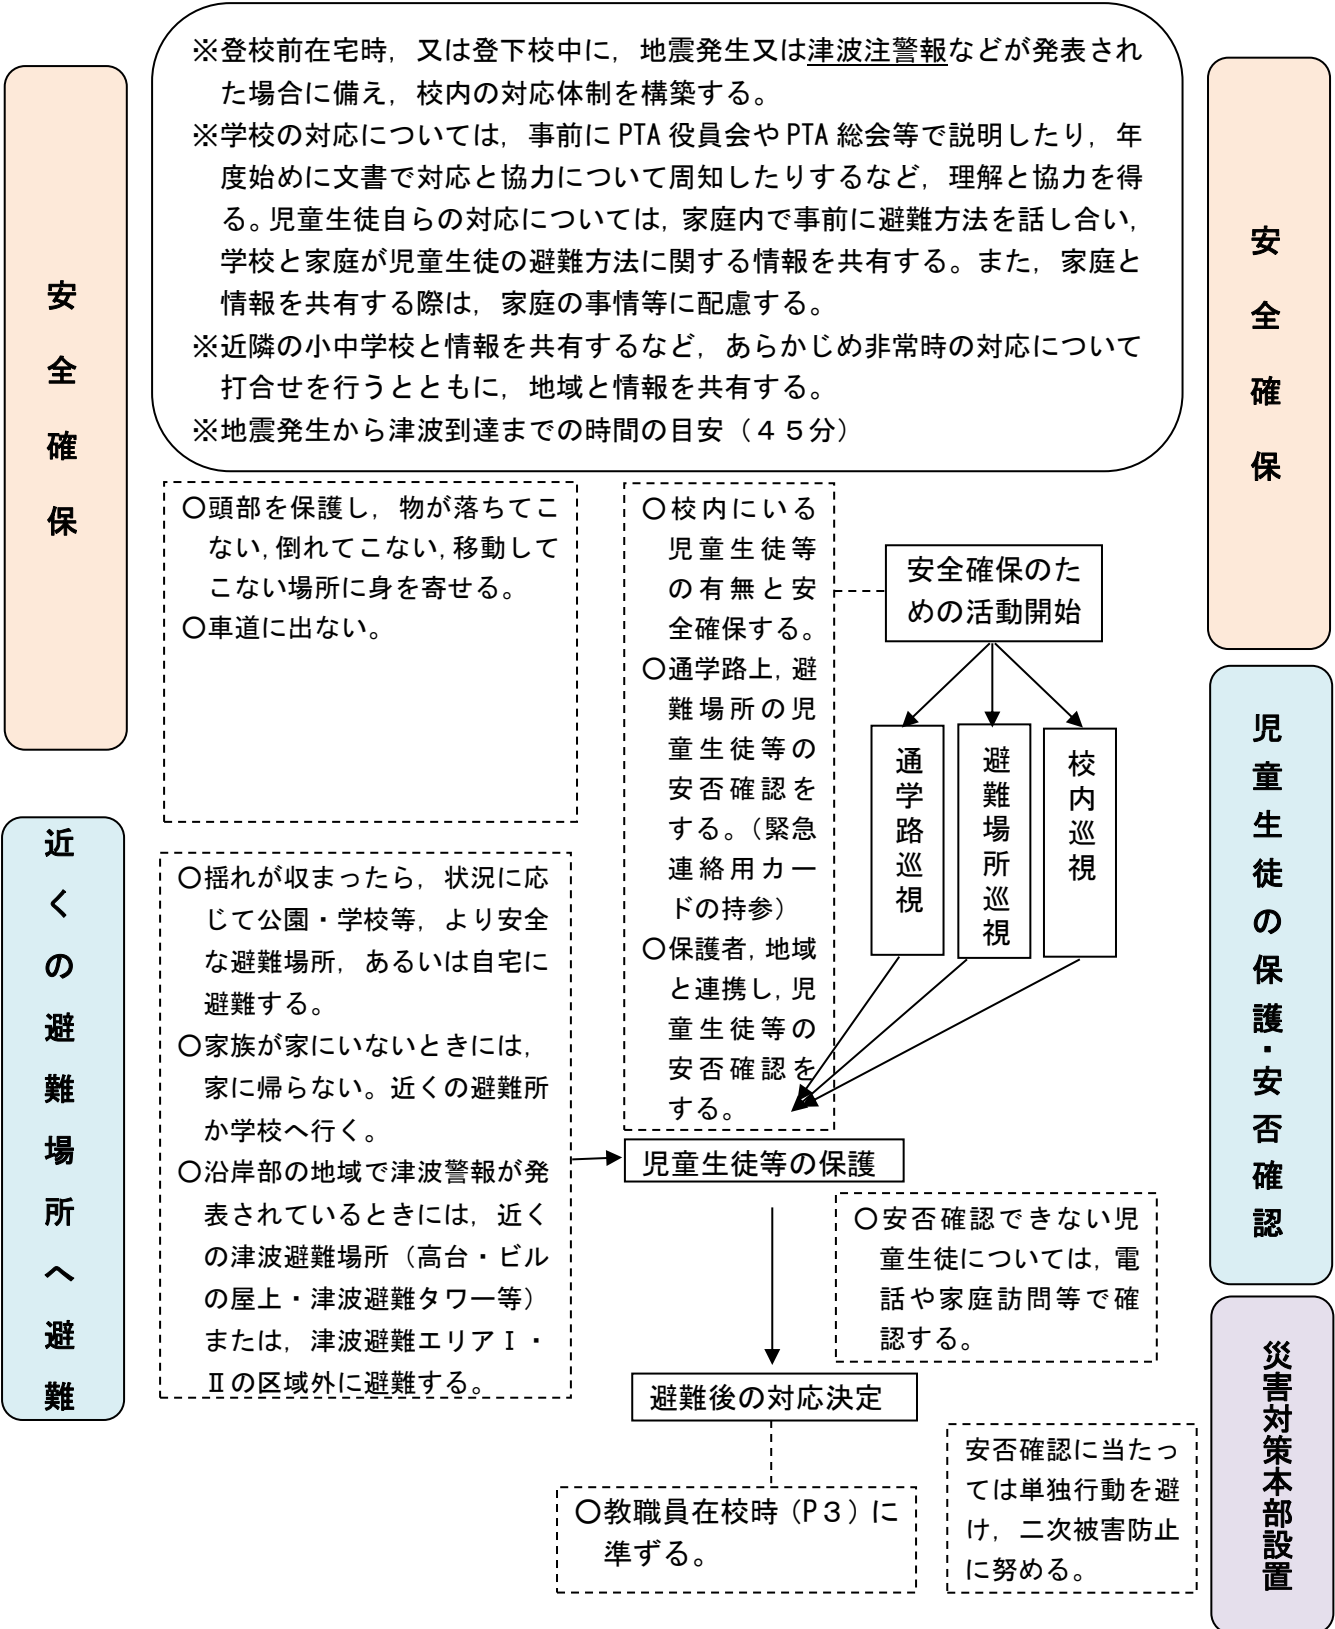 ※登校前在宅時，又は登下校中に，地震発生又は津波注警報などが発表され
た場合に備え，校内の対応体制を構築する。
※学校の対応については，事前に PTA 役員会や PTA 総会等で説明したり，年
度始めに文書で対応と協力について周知したりするなど，理解と協力を得
る。児童生徒自らの対応については，家庭内で事前に避難方法を話し合い，
学校と家庭が児童生徒の避難方法に関する情報を共有する。また，家庭と
情報を共有する際は，家庭の事情等に配慮する。
※近隣の小中学校と情報を共有するなど，あらかじめ非常時の対応について
打合せを行うとともに，地域と情報を共有する。
※地震発生から津波到達までの時間の目安（４５分）
安全確保
〇頭部を保護し，物が落ちてこ
ない，倒れてこない，移動して
こない場所に身を寄せる。
〇車道に出ない。
近くの避難場所へ避難
〇揺れが収まったら，状況に応
じて公園・学校等，より安全
な避難場所，あるいは自宅に
避難する。
〇家族が家にいないときには，
家に帰らない。近くの避難所
か学校へ行く。
〇沿岸部の地域で津波警報が発
表されているときには，近く
の津波避難場所（高台・ビル
の屋上・津波避難タワー等）
または，津波避難エリアⅠ・
Ⅱの区域外に避難する。
〇校内にいる
児童生徒等
の有無と安
全確保する。
〇通学路上，避
難場所の児
童生徒等の
安否確認を
する。（緊急
連絡用カー
ドの持参）
〇保護者，地域
と連携し，児
童生徒等の
安否確認を
する。
安全確保のた
めの活動開始
通学路巡視
避難場所巡視
校内巡視
児童生徒等の保護
〇安否確認できない児
童生徒については，電
話や家庭訪問等で確
認する。
避難後の対応決定
〇教職員在校時（P３）に
準ずる。
安否確認に当たっ
ては単独行動を避
け，二次被害防止
に努める。
安全確保
児童生徒の保護・安否確認
災害対策本部設置